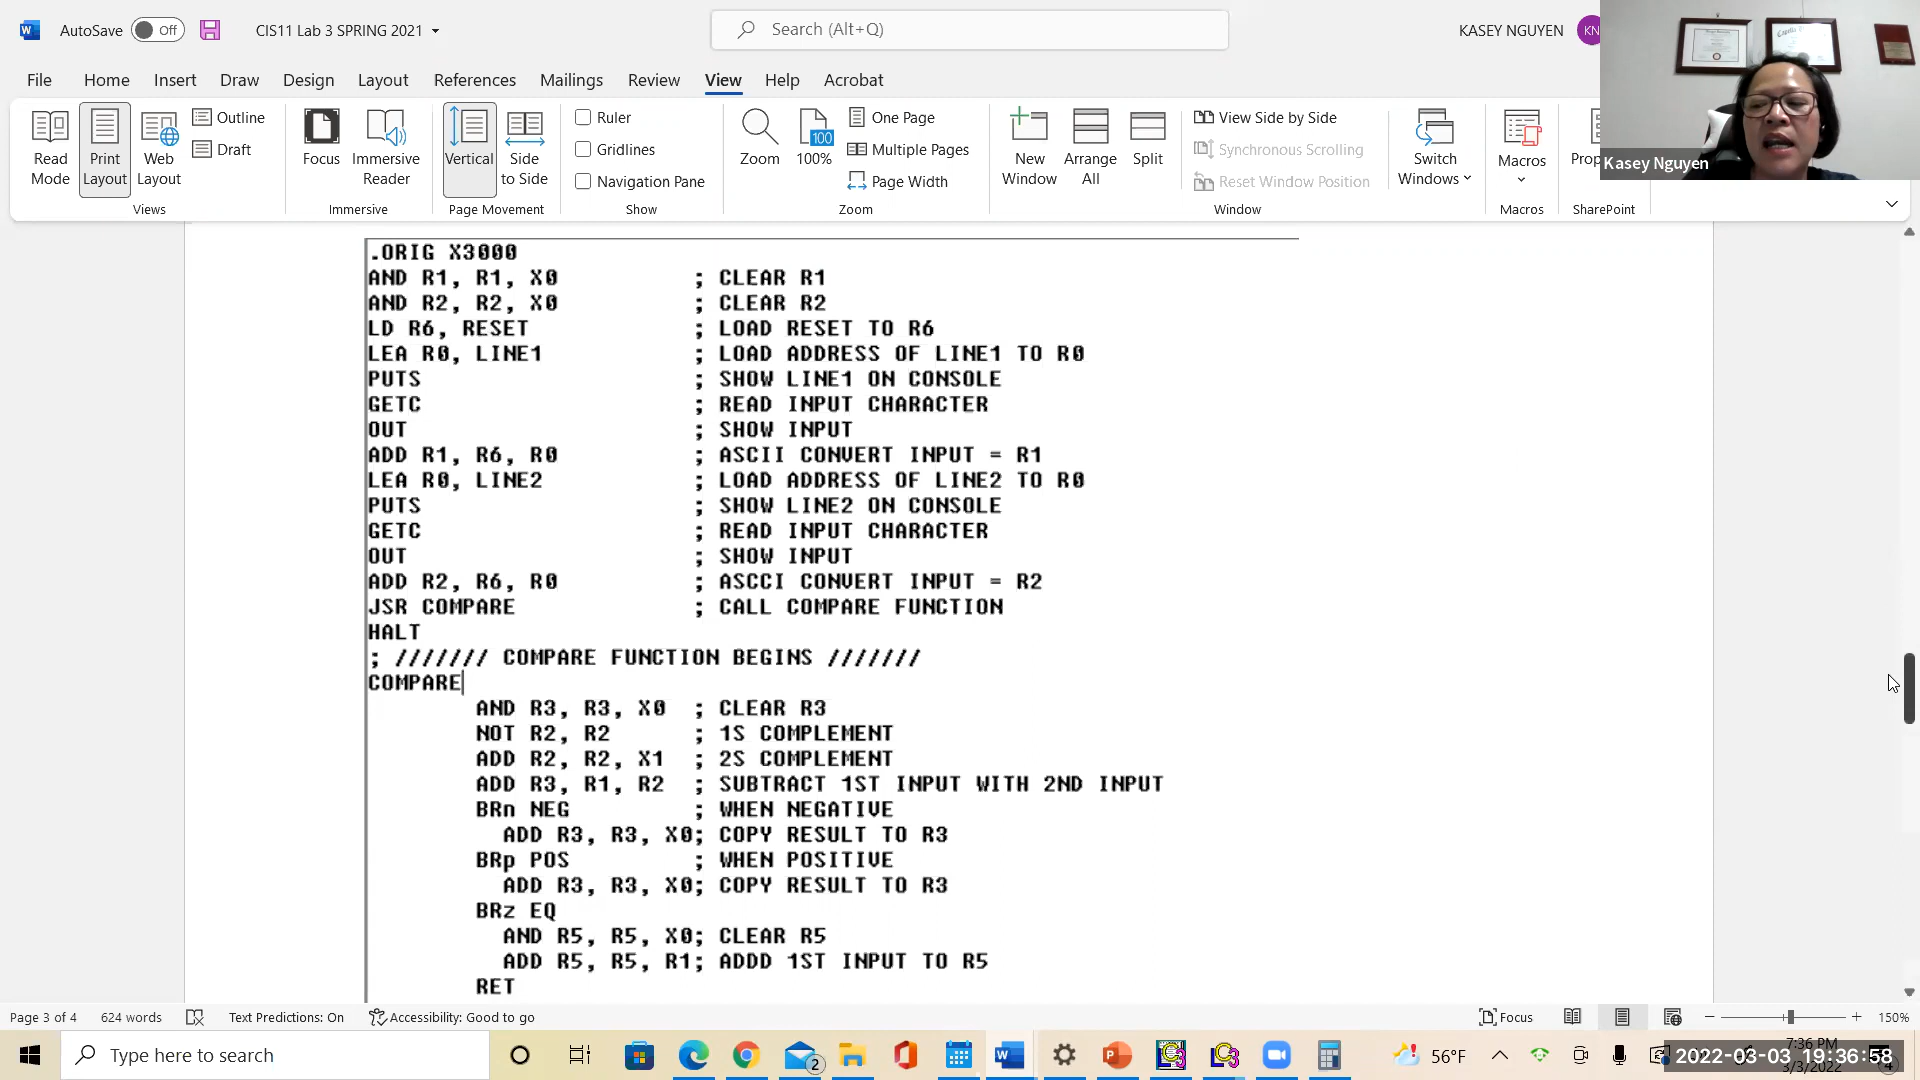 AutoSave Off CIS11 Lab 3 SPRING 2021 Search (Alt+Q) KASEY NGUYEN KN
File Home Insert Draw Design Layout References Mailings Review View Help Acrobat
Read Mode
Print Layout
Web Layout
Outline
Draft
Views
Focus
Immersive Reader
Immersive
Vertical
Side to Side
Page Movement
Ruler
Gridlines
Navigation Pane
Show
Zoom
100
100%
One Page
Multiple Pages
Page Width
Zoom
New Window
Arrange All
Split
View Side by Side
Synchronous Scrolling
Reset Window Position
Switch Windows
Window
Macros
Macros
SharePoint
Kasey Nguyen
.ORIG X3000
AND R1, R1, X0 ; CLEAR R1
AND R2, R2, X0 ; CLEAR R2
LD R6, RESET ; LOAD RESET TO R6
LEA R0, LINE1 ; LOAD ADDRESS OF LINE1 TO R0
PUTS ; SHOW LINE1 ON CONSOLE
GETC ; READ INPUT CHARACTER
OUT ; SHOW INPUT
ADD R1, R6, R0 ; ASCII CONVERT INPUT = R1
LEA R0, LINE2 ; LOAD ADDRESS OF LINE2 TO R0
PUTS ; SHOW LINE2 ON CONSOLE
GETC ; READ INPUT CHARACTER
OUT ; SHOW INPUT
ADD R2, R6, R0 ; ASCCI CONVERT INPUT = R2
JSR COMPARE ; CALL COMPARE FUNCTION
HALT
; /////// COMPARE FUNCTION BEGINS ///////
COMPARE
AND R3, R3, X0 ; CLEAR R3
NOT R2, R2 ; 1S COMPLEMENT
ADD R2, R2, X1 ; 2S COMPLEMENT
ADD R3, R1, R2 ; SUBTRACT 1ST INPUT WITH 2ND INPUT
BRn NEG ; WHEN NEGATIVE
ADD R3, R3, X0; COPY RESULT TO R3
BRp POS ; WHEN POSITIVE
ADD R3, R3, X0; COPY RESULT TO R3
BRz EQ
AND R5, R5, X0; CLEAR R5
ADD R5, R5, R1; ADDD 1ST INPUT TO R5
RET
Page 3 of 4 624 words Text Predictions: On Accessibility: Good to go Focus 150%
Type here to search 2 56°F 7:36 PM
2022-03-03 19:36:58
3/3/2022